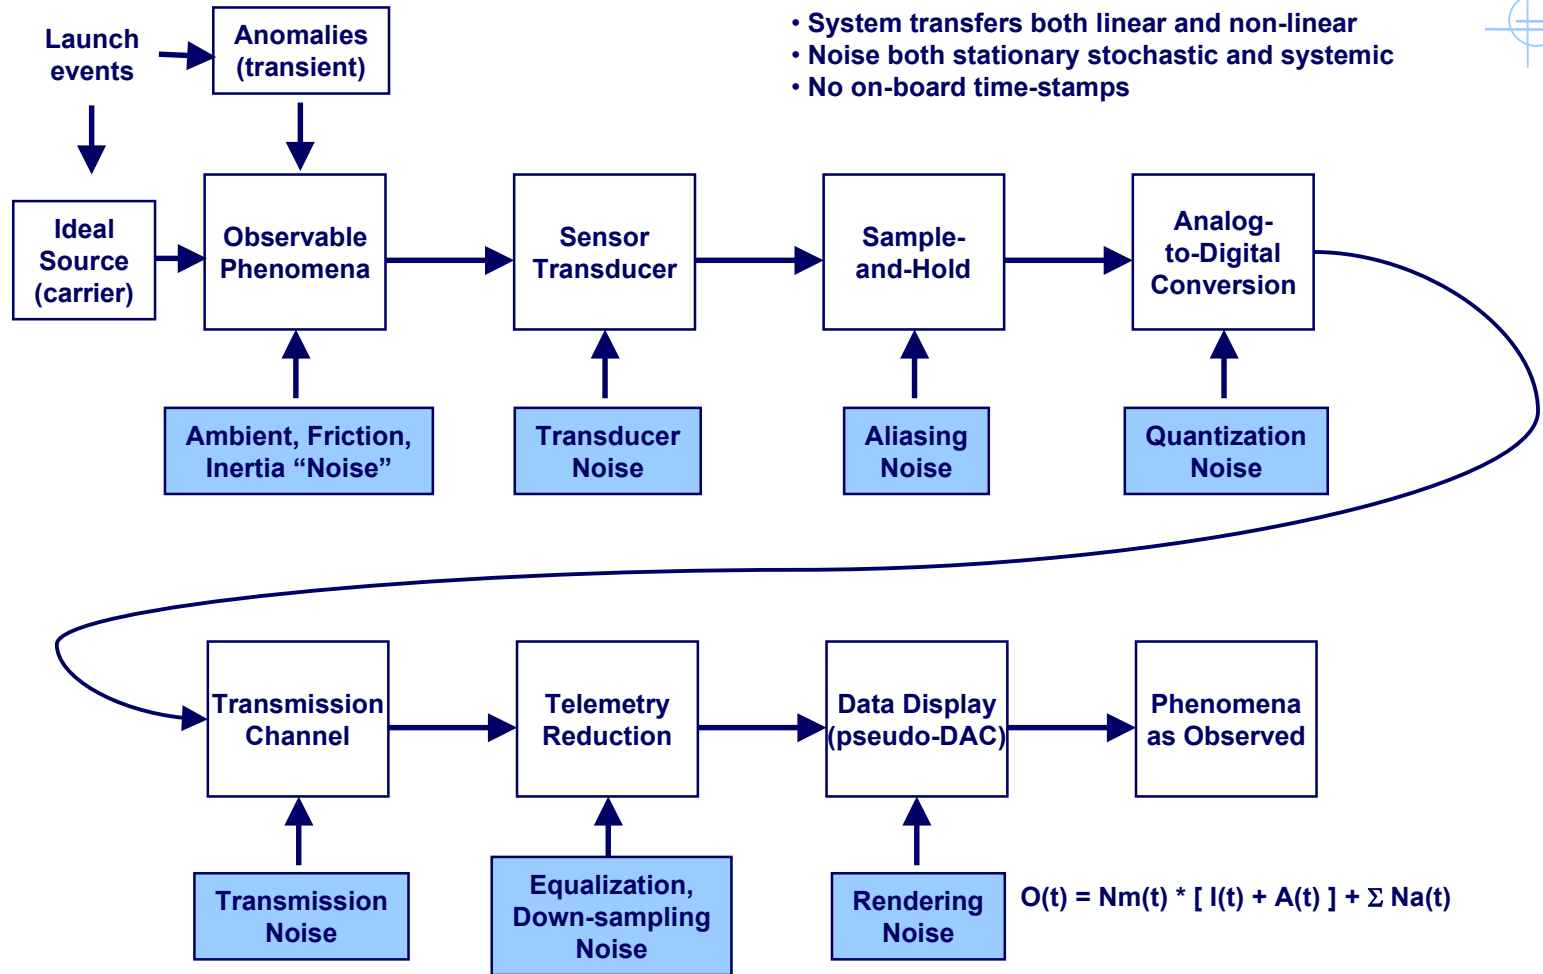 • System transfers both linear and non-linear
• Noise both stationary stochastic and systemic
• No on-board time-stamps
Launch
events
Anomalies
(transient)
Ideal
Source
(carrier)
Observable
Phenomena
Sensor
Transducer
Sample-
and-Hold
Analog-
to-Digital
Conversion
Ambient, Friction,
Inertia “Noise”
Transducer
Noise
Aliasing
Noise
Quantization
Noise
Transmission
Channel
Telemetry
Reduction
Data Display
(pseudo-DAC)
Phenomena
as Observed
Transmission
Noise
Equalization,
Down-sampling
Noise
Rendering
Noise
O(t) = Nm(t) * [ I(t) + A(t) ] + Σ Na(t)